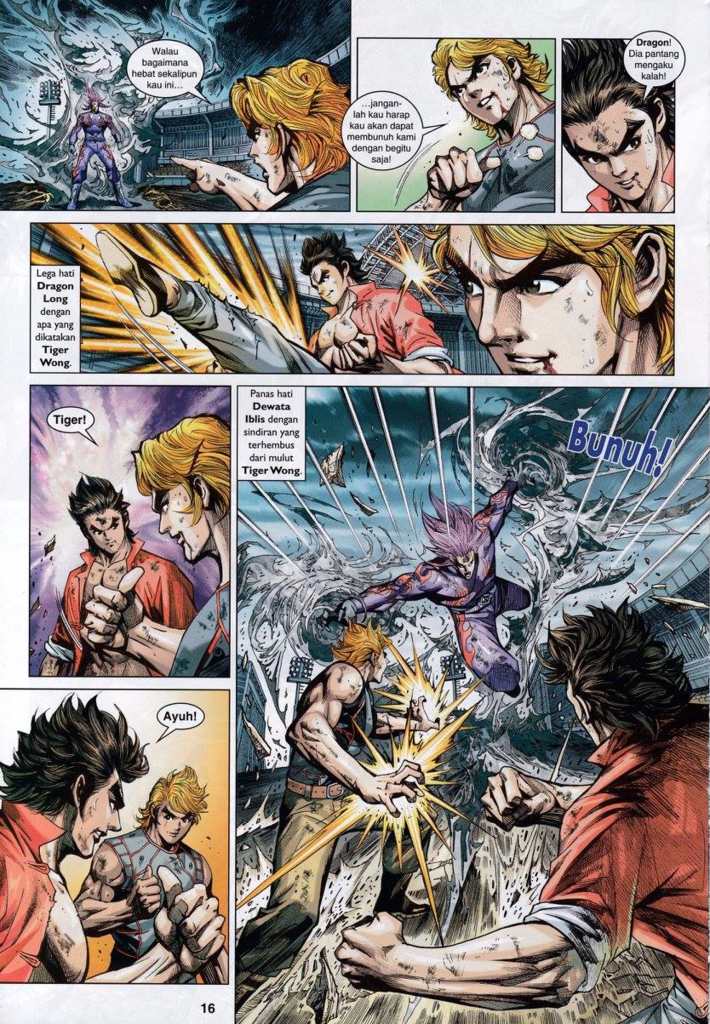 Walau
bagaimana
hebat sekalipun
kau ini...
...jangan-
lah kau harap
kau akan dapat
membunuh kami
dengan begitu
saja!
Dragon!
Dia pantang
mengaku
kalah!
Lega hati
Dragon
Long
dengan
apa yang
dikatakan
Tiger
Wong.
Tiger!
Panas hati
Dewata
Iblis dengan
sindiran yang
terhembus
dari mulut
Tiger Wong.
Bunuh!
Ayuh!
16